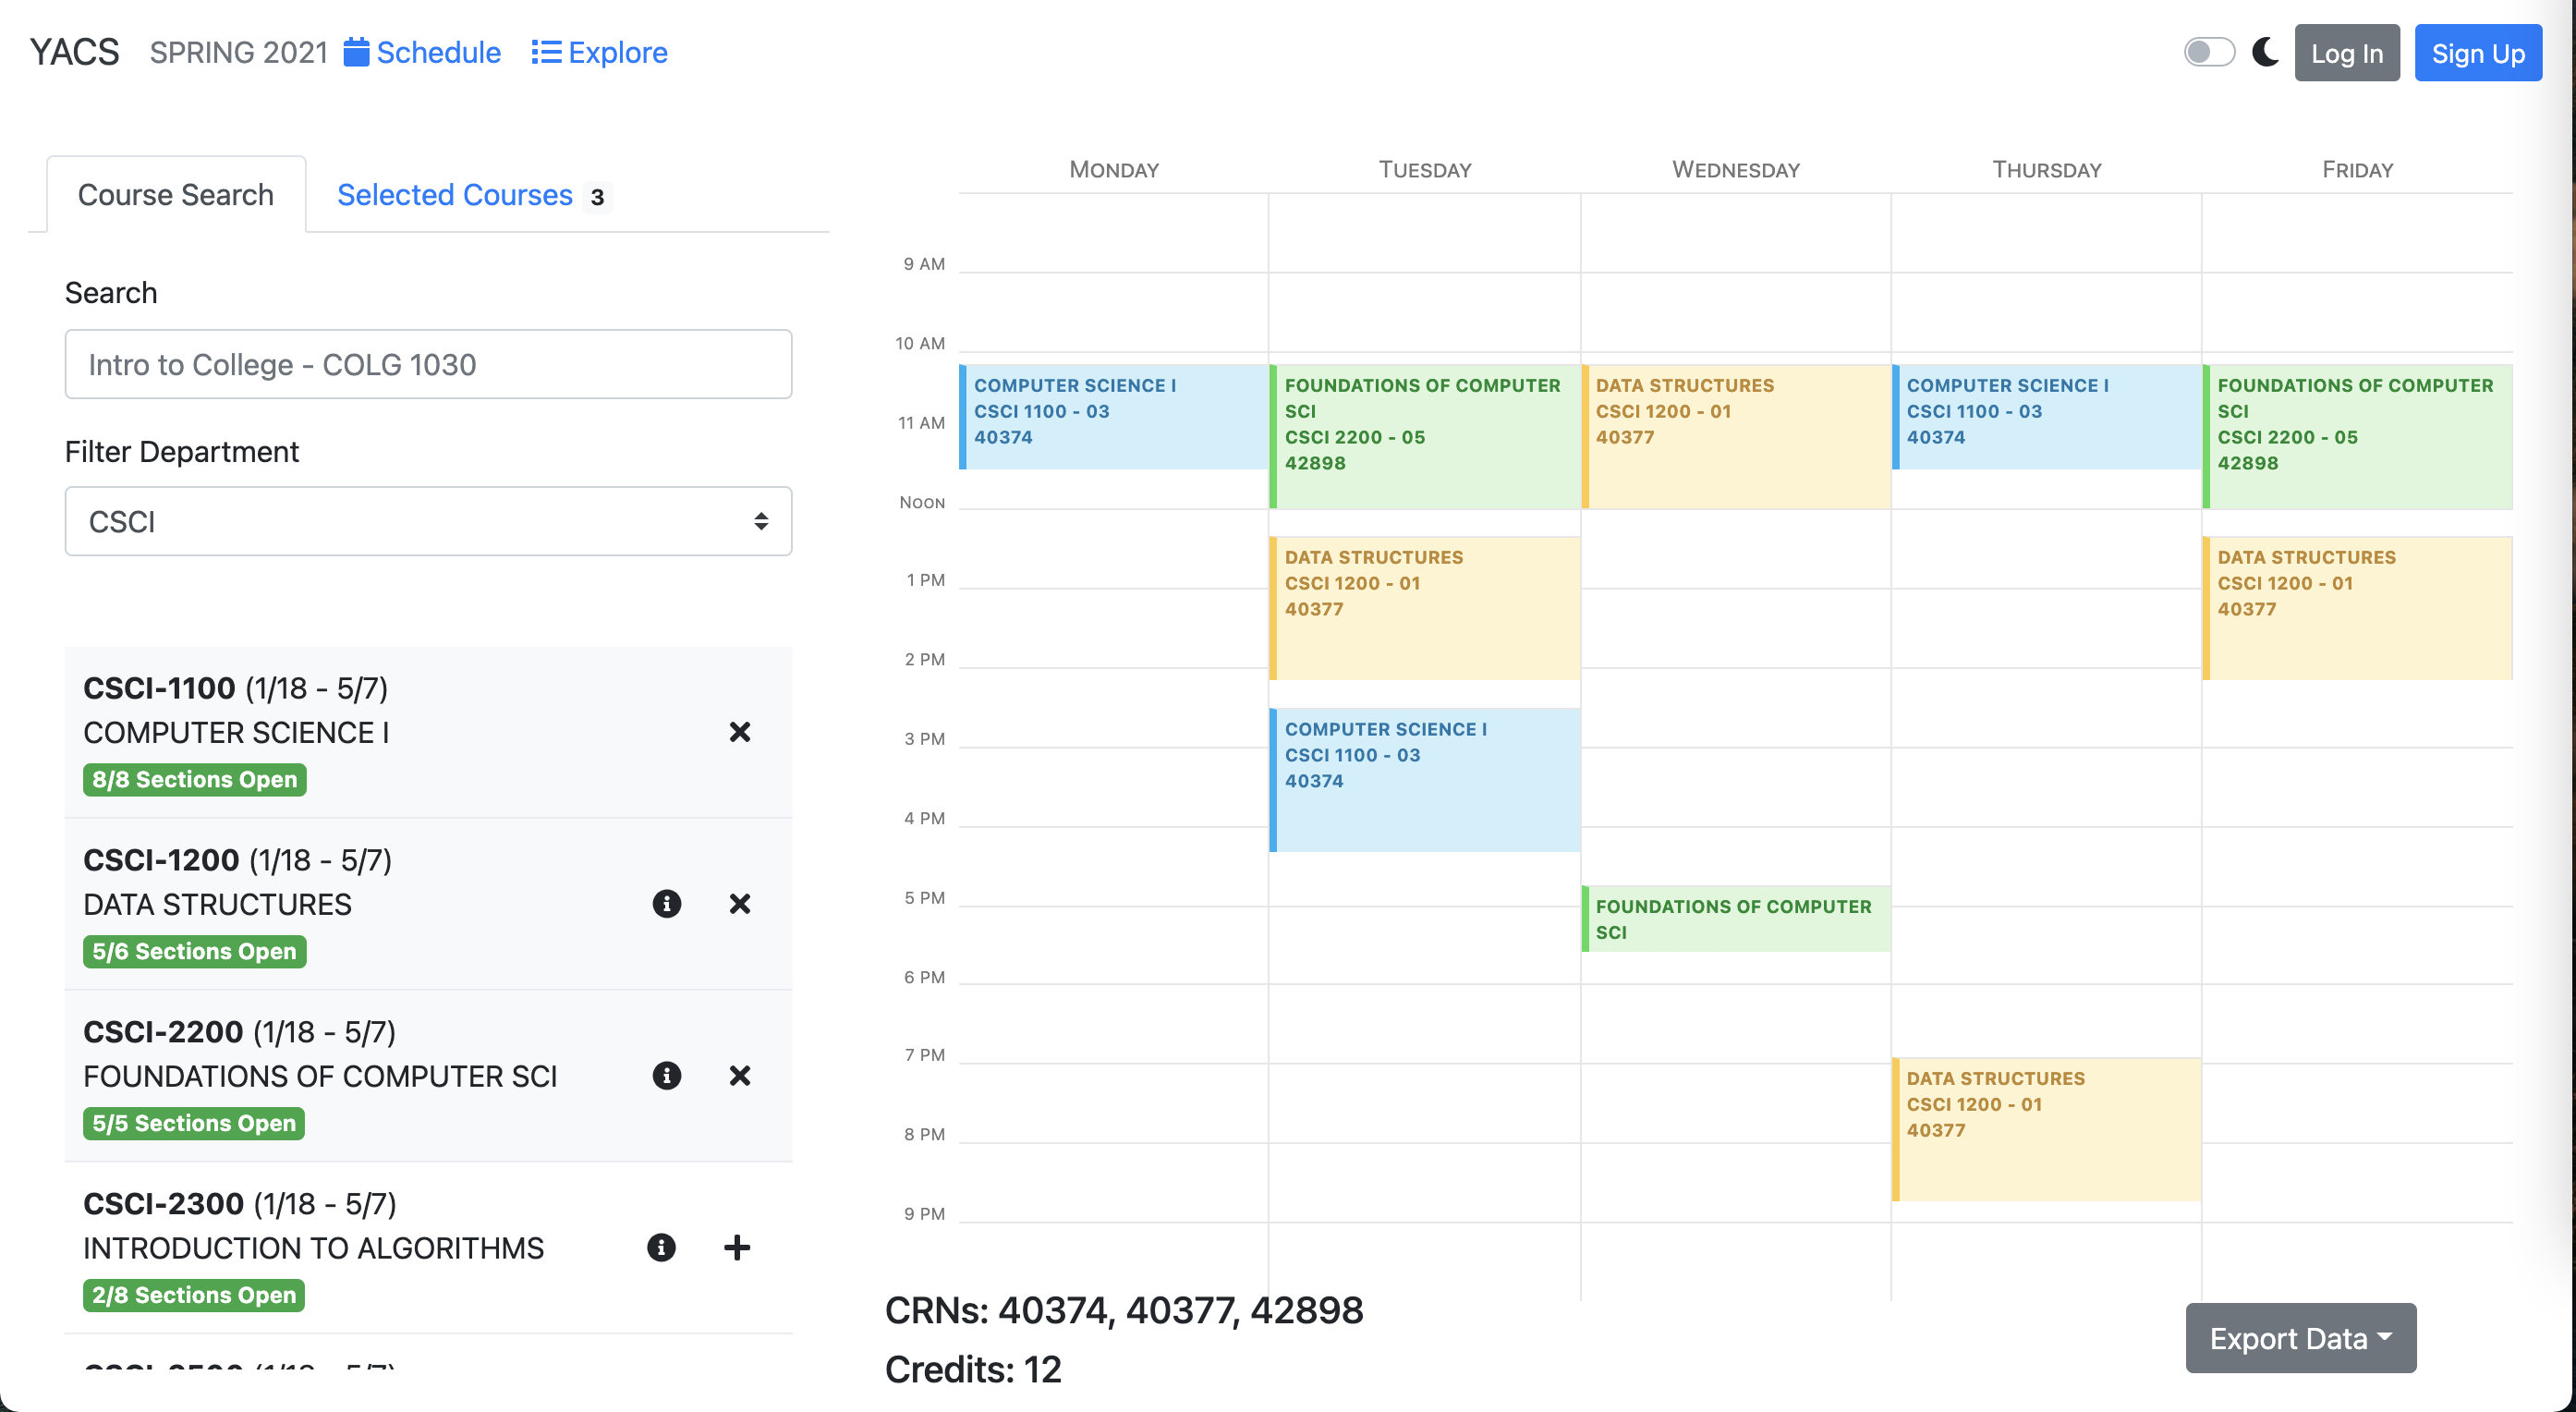 YACS SPRING 2021 Schedule Explore
Log In Sign Up
Course Search Selected Courses 3
Search
Intro to College - COLG 1030
Filter Department
CSCI
CSCI-1100 (1/18 - 5/7)
COMPUTER SCIENCE I
8/8 Sections Open
CSCI-1200 (1/18 - 5/7)
DATA STRUCTURES
5/6 Sections Open
CSCI-2200 (1/18 - 5/7)
FOUNDATIONS OF COMPUTER SCI
5/5 Sections Open
CSCI-2300 (1/18 - 5/7)
INTRODUCTION TO ALGORITHMS
2/8 Sections Open
MONDAY TUESDAY WEDNESDAY THURSDAY FRIDAY
9 AM
10 AM
11 AM
NOON
1 PM
2 PM
3 PM
4 PM
5 PM
6 PM
7 PM
8 PM
9 PM
COMPUTER SCIENCE I
CSCI 1100 - 03
40374
FOUNDATIONS OF COMPUTER
SCI
CSCI 2200 - 05
42898
DATA STRUCTURES
CSCI 1200 - 01
40377
COMPUTER SCIENCE I
CSCI 1100 - 03
40374
DATA STRUCTURES
CSCI 1200 - 01
40377
FOUNDATIONS OF COMPUTER
SCI
COMPUTER SCIENCE I
CSCI 1100 - 03
40374
DATA STRUCTURES
CSCI 1200 - 01
40377
FOUNDATIONS OF COMPUTER
SCI
CSCI 2200 - 05
42898
DATA STRUCTURES
CSCI 1200 - 01
40377
CRNs: 40374, 40377, 42898
Credits: 12
Export Data